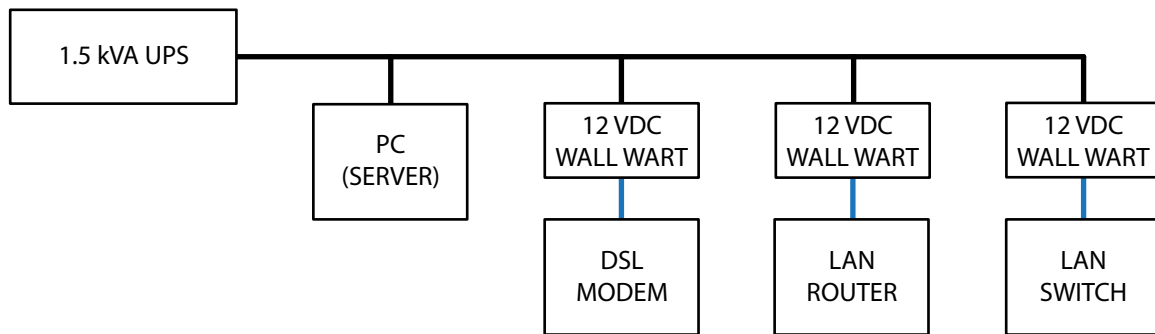 1.5 kVA UPS
PC
(SERVER)
12 VDC
WALL WART
12 VDC
WALL WART
12 VDC
WALL WART
DSL
MODEM
LAN
ROUTER
LAN
SWITCH